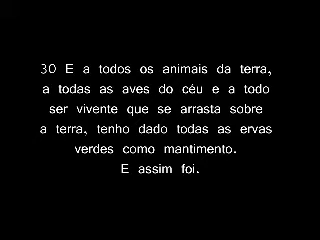 30 E a todos os animais da terra,
a todas as aves do céu e a todo
ser vivente que se arrasta sobre
a terra, tenho dado todas as ervas
verdes como mantimento.
E assim foi.